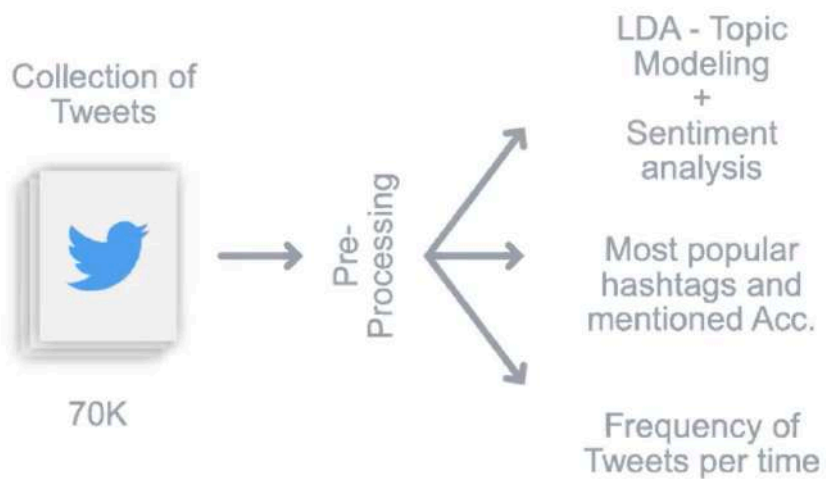 Collection of
Tweets
70K
Pre-
Processing
LDA - Topic
Modeling
+
Sentiment
analysis
Most popular
hashtags and
mentioned Acc.
Frequency of
Tweets per time